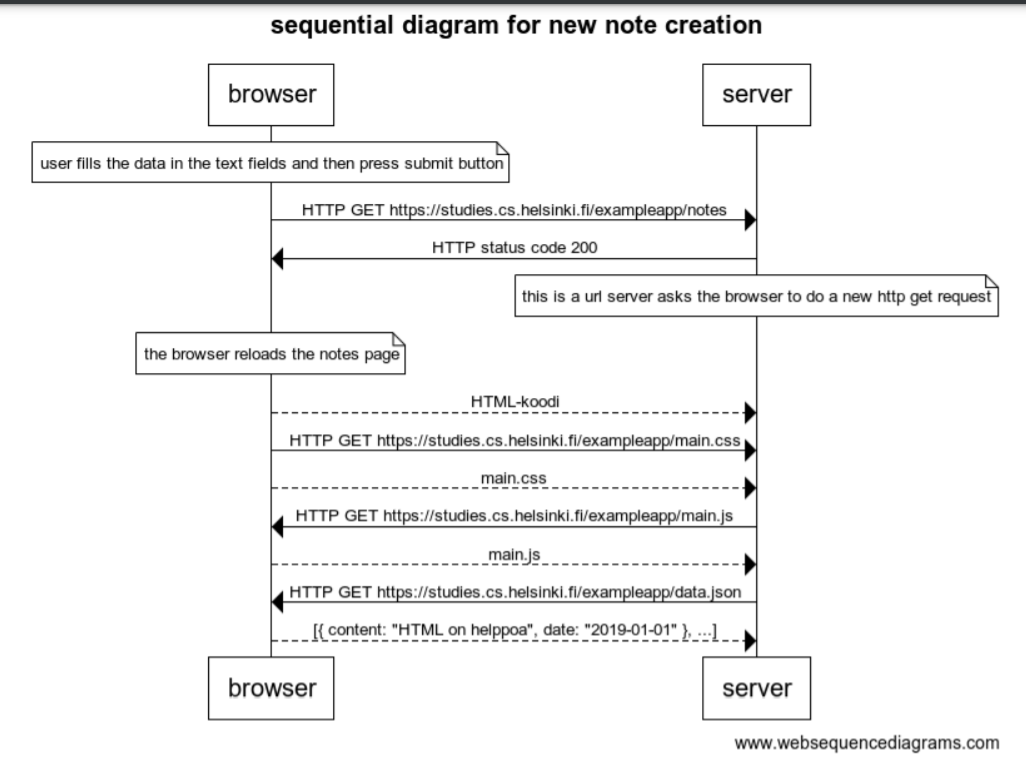 sequential diagram for new note creation
browser
server
user fills the data in the text fields and then press submit button
HTTP GET https://studies.cs.helsinki.fi/exampleapp/notes
HTTP status code 200
this is a url server asks the browser to do a new http get request
the browser reloads the notes page
HTML-koodi
HTTP GET https://studies.cs.helsinki.fi/exampleapp/main.css
main.css
HTTP GET https://studies.cs.helsinki.fi/exampleapp/main.js
main.js
HTTP GET https://studies.cs.helsinki.fi/exampleapp/data.json
[{ content: "HTML on helppoa", date: "2019-01-01" }, ...]
browser
server
www.websequencediagrams.com